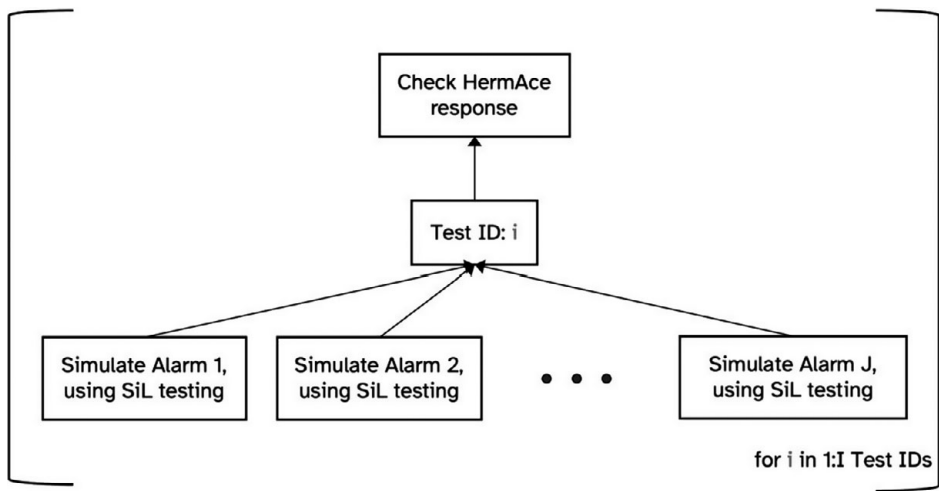 Check HermAce
response
Test ID: i
Simulate Alarm 1,
using SiL testing
Simulate Alarm 2,
using SiL testing
Simulate Alarm J,
using SiL testing
for i in 1:I Test IDs